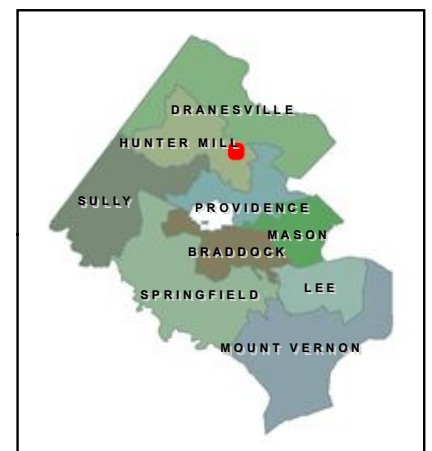 DRANESVILLE
HUNTER MILL
SULLY
PROVIDENCE
MASON
BRADDOCK
LEE
SPRINGFIELD
MOUNT VERNON